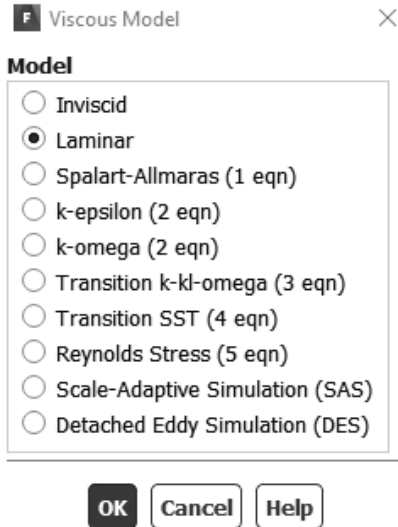 F Viscous Model
Model
Inviscid
Laminar
Spalart-Allmaras (1 eqn)
k-epsilon (2 eqn)
k-omega (2 eqn)
Transition k-kl-omega (3 eqn)
Transition SST (4 eqn)
Reynolds Stress (5 eqn)
Scale-Adaptive Simulation (SAS)
Detached Eddy Simulation (DES)
OK Cancel Help